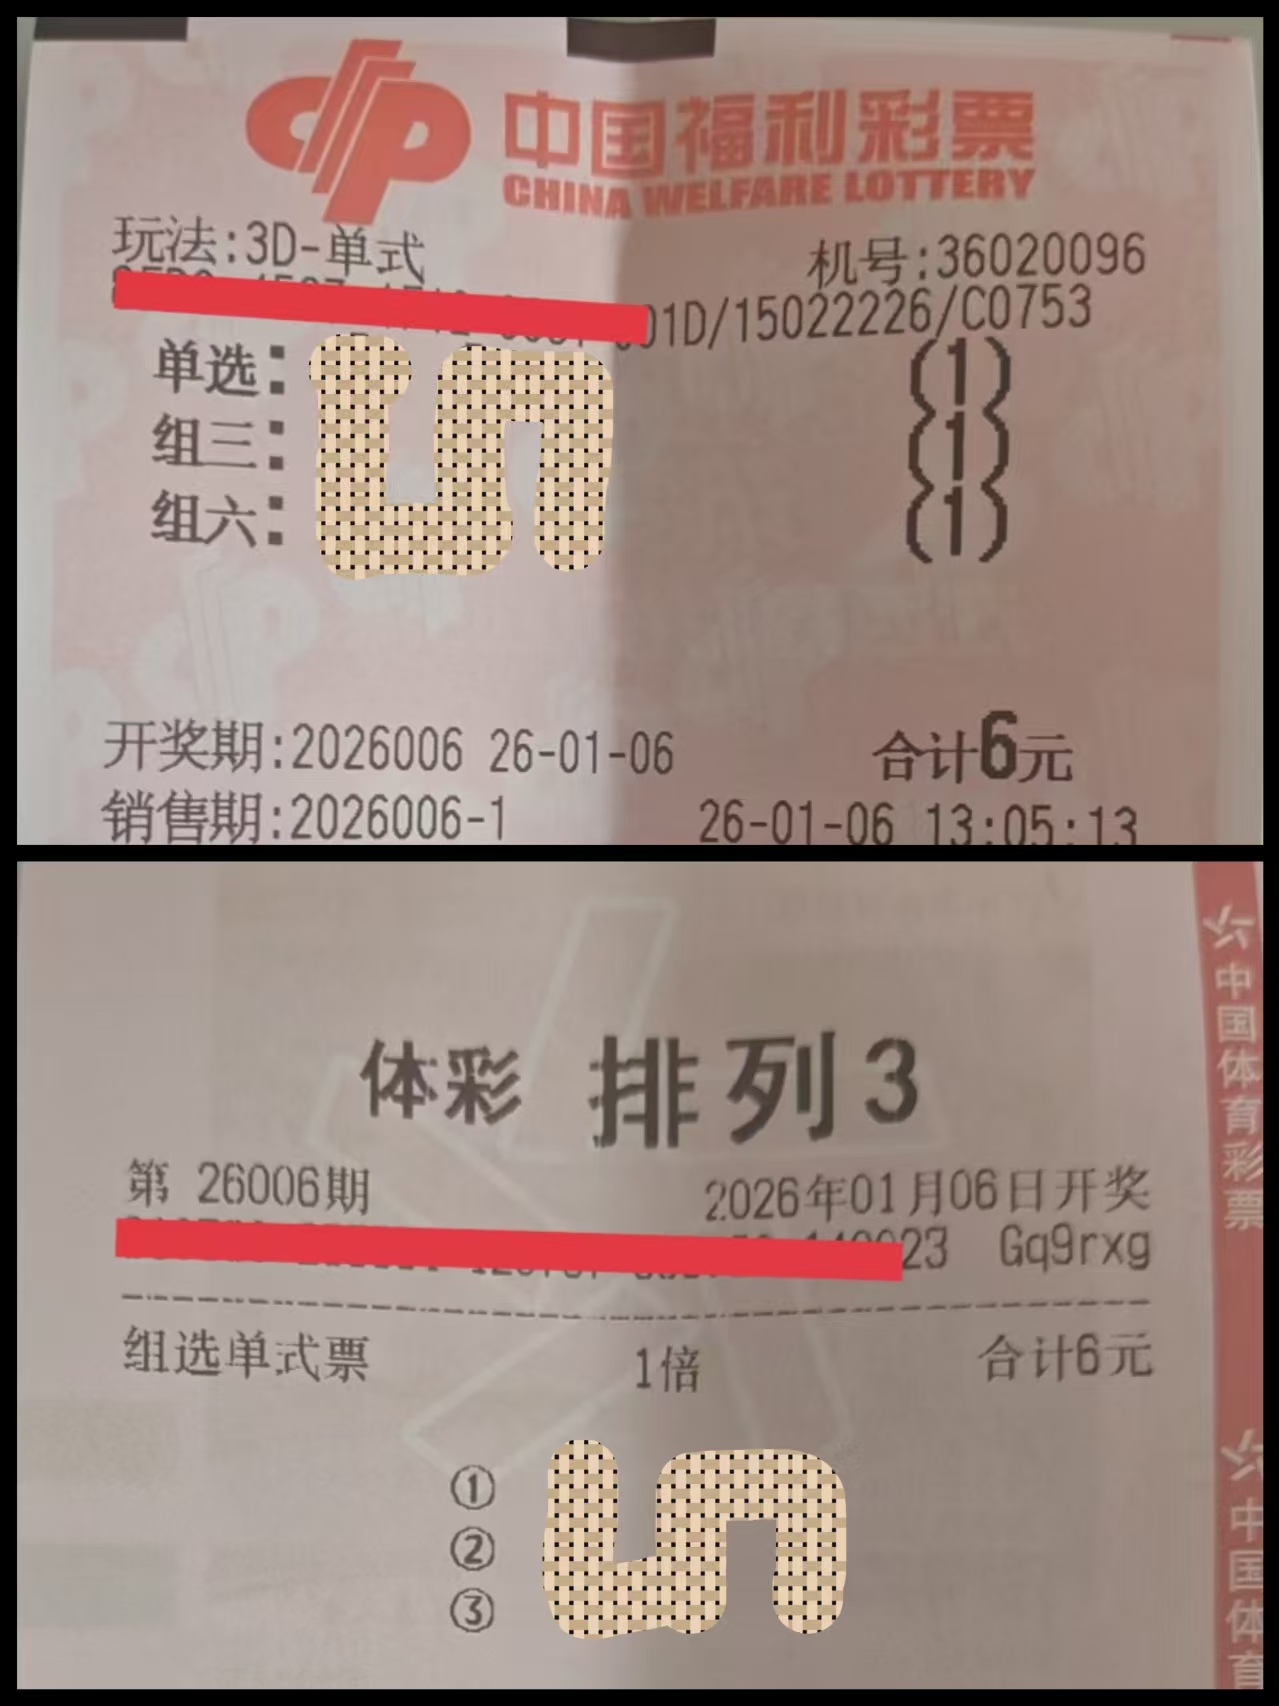 中国福利彩票
CHINA WELFARE LOTTERY
玩法:3D-单式 机号:36020096
01D/15022226/C0753
单选: (1)
组三: (1)
组六: (1)
开奖期:2026006 26-01-06 合计6元
销售期:2026006-1 26-01-06 13:05:13
体彩 排列3
第 26006期 2026年01月06日开奖
23 Gq9rxg
组选单式票 1倍 合计6元
①
②
③
中国体育彩票
中国体育